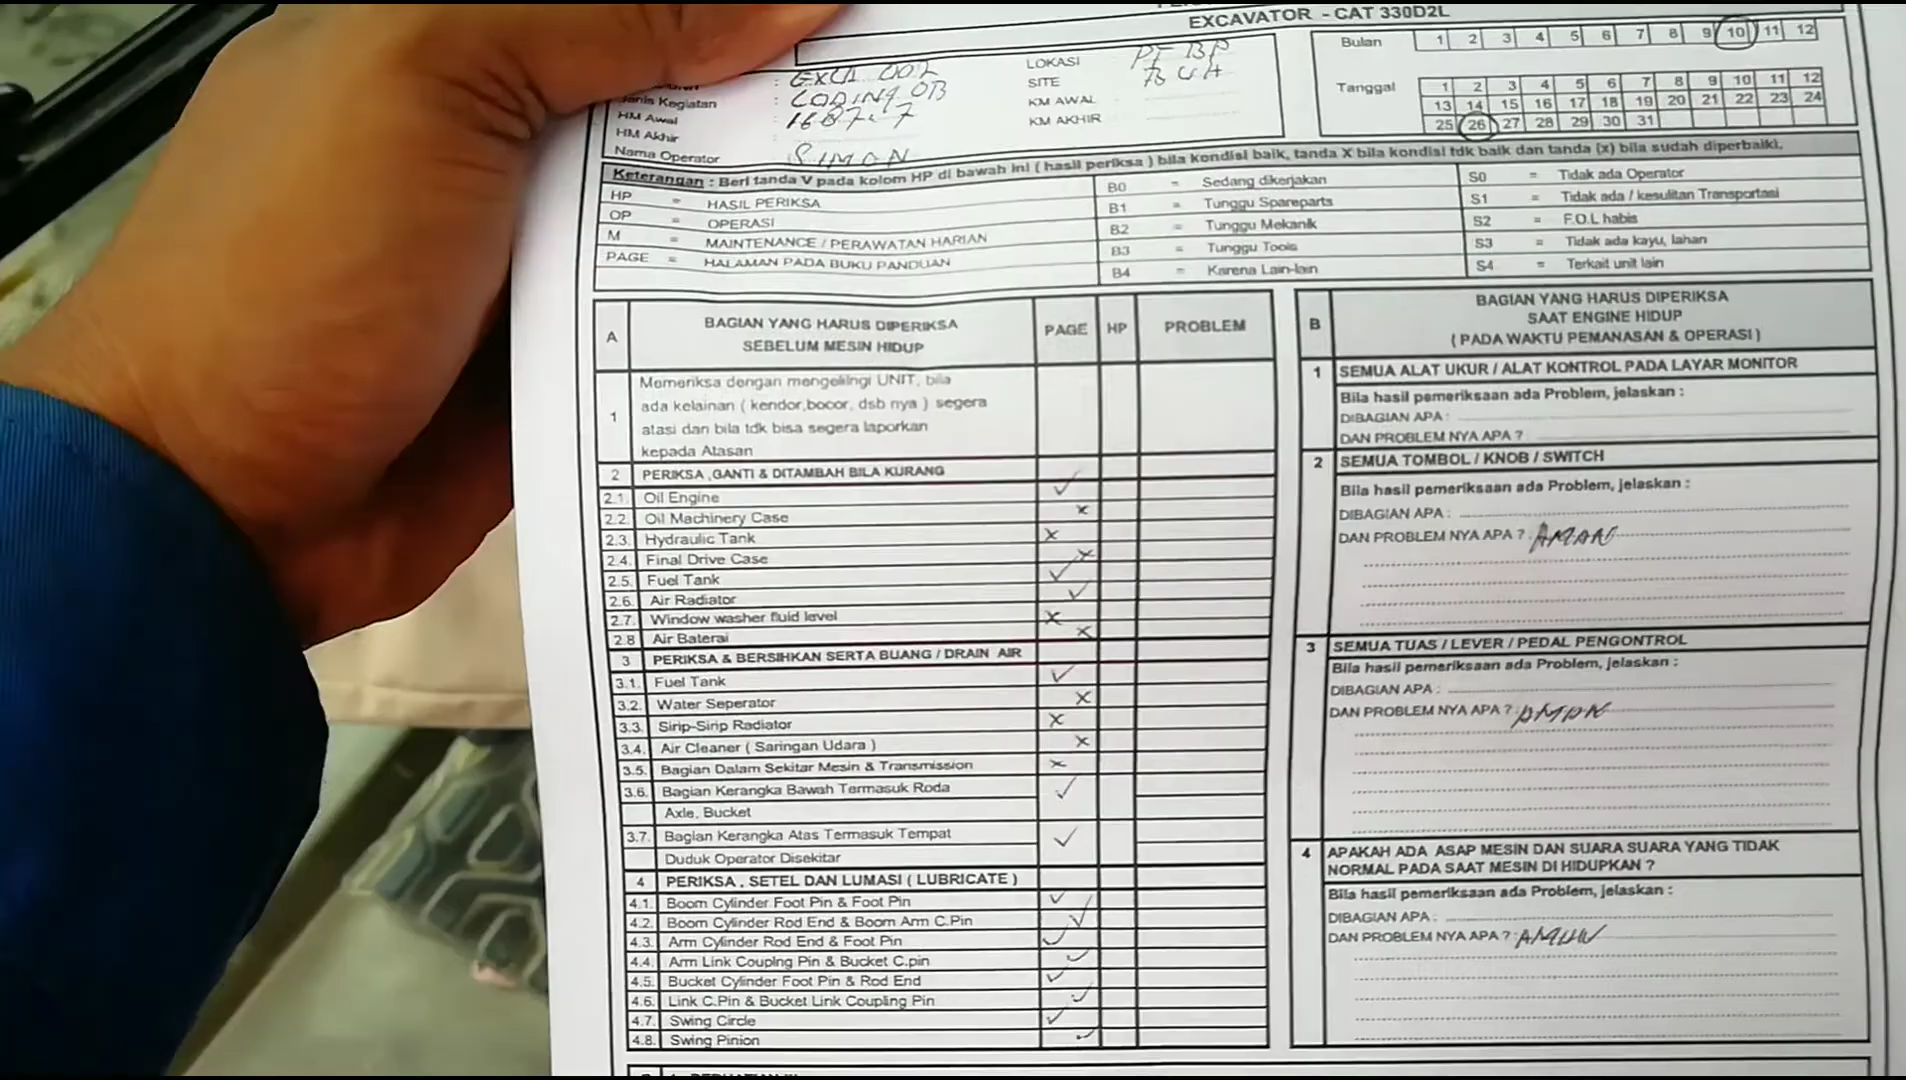 EXCAVATOR - CAT 330D2L
: EXCA 002
Jenis Kegiatan : LODING OB
HM Awal : 1687.7
HM Akhir
Nama Operator SIMON
LOKASI PT BP
SITE
KM AWAL
KM AKHIR
Bulan 1 2 3 4 5 6 7 8 9 10 11 12
Tanggal 1 2 3 4 5 6 7 8 9 10 11 12
13 14 15 16 17 18 19 20 21 22 23 24
25 26 27 28 29 30 31
Keterangan : Beri tanda V pada kolom HP di bawah ini ( hasil periksa ) bila kondisi baik, tanda X bila kondisi tdk baik dan tanda (x) bila sudah diperbaiki.
HP = HASIL PERIKSA
OP = OPERASI
M = MAINTENANCE / PERAWATAN HARIAN
PAGE = HALAMAN PADA BUKU PANDUAN
B0 = Sedang dikerjakan
B1 = Tunggu Spareparts
B2 = Tunggu Mekanik
B3 = Tunggu Tools
B4 = Karena Lain-lain
S0 = Tidak ada Operator
S1 = Tidak ada / kesulitan Transportasi
S2 = F.O.L habis
S3 = Tidak ada kayu, lahan
S4 = Terkait unit lain
A BAGIAN YANG HARUS DIPERIKSA SEBELUM MESIN HIDUP PAGE HP PROBLEM
1 Memeriksa dengan mengelilingi UNIT, bila
ada kelainan ( kendor,bocor, dsb nya ) segera
atasi dan bila tdk bisa segera laporkan
kepada Atasan
2 PERIKSA ,GANTI & DITAMBAH BILA KURANG
2.1. Oil Engine ✓
2.2. Oil Machinery Case x
2.3. Hydraulic Tank x
2.4. Final Drive Case x
2.5. Fuel Tank ✓
2.6. Air Radiator ✓
2.7. Window washer fluid level x
2.8 Air Baterai x
3 PERIKSA & BERSIHKAN SERTA BUANG / DRAIN AIR
3.1. Fuel Tank ✓
3.2. Water Seperator x
3.3. Sirip-Sirip Radiator x
3.4. Air Cleaner ( Saringan Udara ) x
3.5. Bagian Dalam Sekitar Mesin & Transmission x
3.6. Bagian Kerangka Bawah Termasuk Roda ✓
Axle, Bucket
3.7. Bagian Kerangka Atas Termasuk Tempat ✓
Duduk Operator Disekitar
4 PERIKSA , SETEL DAN LUMASI ( LUBRICATE )
4.1. Boom Cylinder Foot Pin & Foot Pin ✓
4.2. Boom Cylinder Rod End & Boom Arm C.Pin ✓
4.3. Arm Cylinder Rod End & Foot Pin ✓
4.4. Arm Link Couplng Pin & Bucket C.pin ✓
4.5. Bucket Cylinder Foot Pin & Rod End ✓
4.6. Link C.Pin & Bucket Link Coupling Pin ✓
4.7. Swing Circle ✓
4.8. Swing Pinion ✓
B BAGIAN YANG HARUS DIPERIKSA
SAAT ENGINE HIDUP
( PADA WAKTU PEMANASAN & OPERASI )
1 SEMUA ALAT UKUR / ALAT KONTROL PADA LAYAR MONITOR
Bila hasil pemeriksaan ada Problem, jelaskan :
DIBAGIAN APA :
DAN PROBLEM NYA APA ?
2 SEMUA TOMBOL / KNOB / SWITCH
Bila hasil pemeriksaan ada Problem, jelaskan :
DIBAGIAN APA :
DAN PROBLEM NYA APA ? AMAN
3 SEMUA TUAS / LEVER / PEDAL PENGONTROL
Bila hasil pemeriksaan ada Problem, jelaskan :
DIBAGIAN APA :
DAN PROBLEM NYA APA ? AMAN
4 APAKAH ADA ASAP MESIN DAN SUARA SUARA YANG TIDAK
NORMAL PADA SAAT MESIN DI HIDUPKAN ?
Bila hasil pemeriksaan ada Problem, jelaskan :
DIBAGIAN APA :
DAN PROBLEM NYA APA ? AMAN